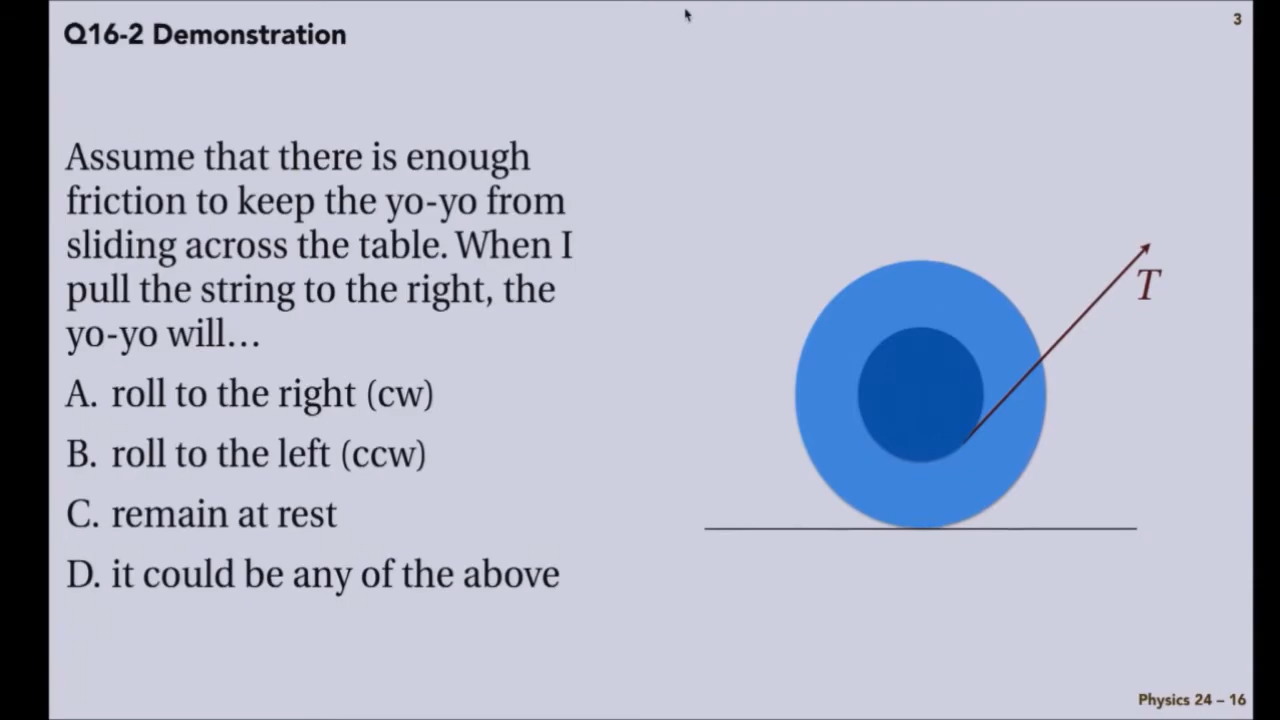 Q16-2 Demonstration
3
Assume that there is enough
friction to keep the yo-yo from
sliding across the table. When I
pull the string to the right, the
yo-yo will…
A. roll to the right (cw)
B. roll to the left (ccw)
C. remain at rest
D. it could be any of the above
T
Physics 24 – 16